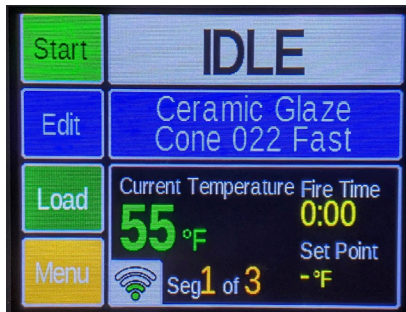 Start
IDLE
Edit
Ceramic Glaze
Cone 022 Fast
Load
Current Temperature
Fire Time
55 °F
0:00
Set Point
- °F
Menu
Seg 1 of 3